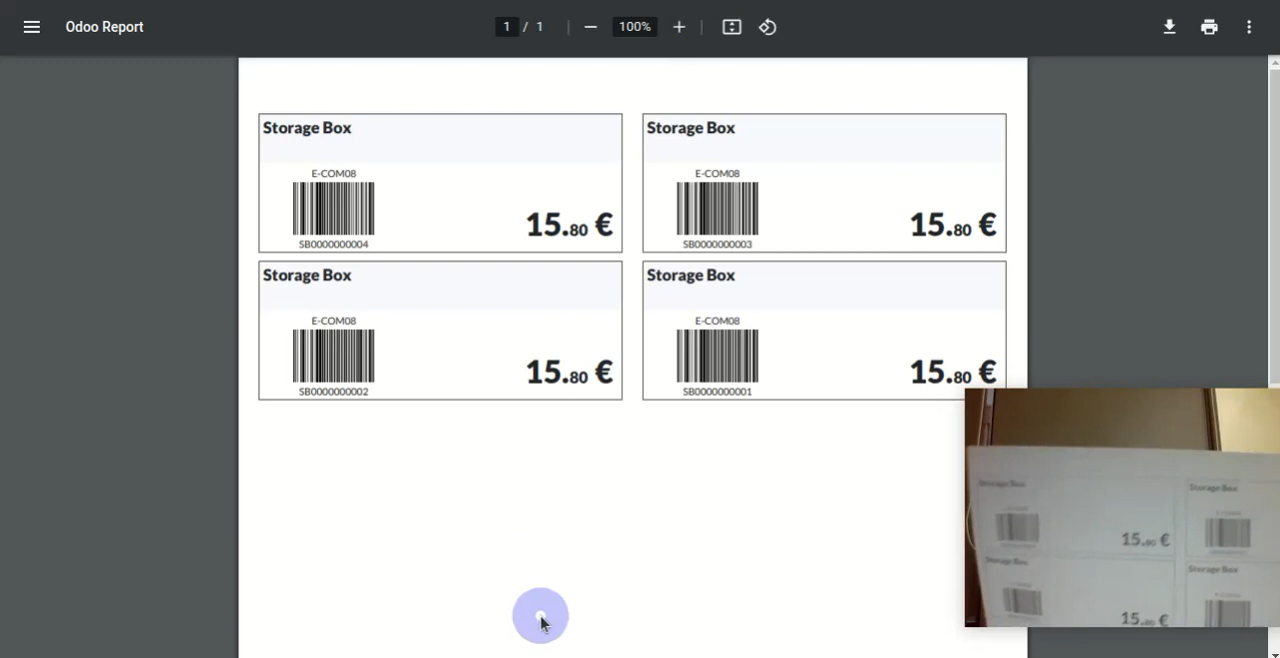 Odoo Report
1 / 1
100%
Storage Box
E-COM08
SB0000000004
15.80 €
Storage Box
E-COM08
SB0000000003
15.80 €
Storage Box
E-COM08
SB0000000002
15.80 €
Storage Box
E-COM08
SB0000000001
15.80 €
Storage Box
15.80 €
Storage Box
Storage Box
15.80 €
Storage Box